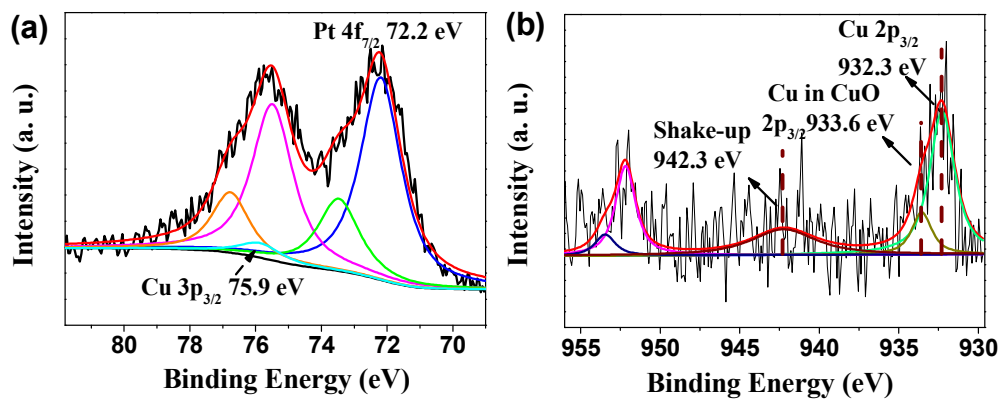 (a)
Pt 4f7/2 72.2 eV
Cu 3p3/2 75.9 eV
Intensity (a. u.)
80 78 76 74 72 70
Binding Energy (eV)
(b)
Cu 2p3/2
932.3 eV
Cu in CuO
2p3/2 933.6 eV
Shake-up
942.3 eV
Intensity (a. u.)
955 950 945 940 935 930
Binding Energy (eV)